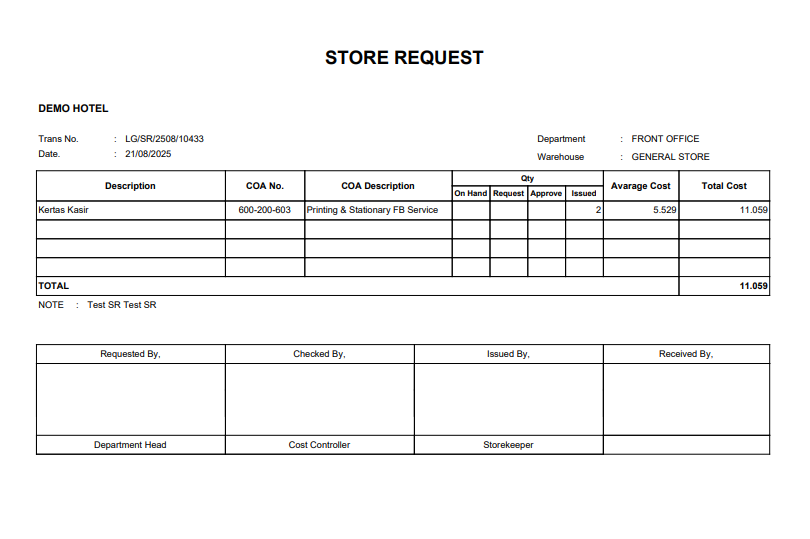 STORE REQUEST
DEMO HOTEL
Trans No. : LG/SR/2508/10433
Department : FRONT OFFICE
Date. : 21/08/2025
Warehouse : GENERAL STORE
Description COA No. COA Description Qty Avarage Cost Total Cost
On Hand Request Approve Issued
Kertas Kasir 600-200-603 Printing & Stationary FB Service 2 5.529 11.059
TOTAL 11.059
NOTE : Test SR Test SR
Requested By, Checked By, Issued By, Received By,
Department Head Cost Controller Storekeeper